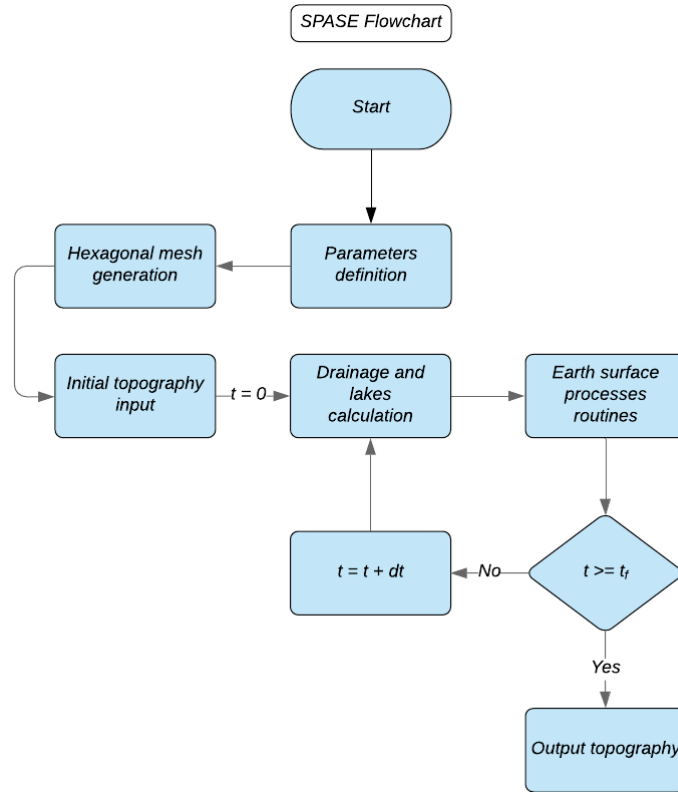 SPASE Flowchart
Start
Hexagonal mesh
generation
Parameters
definition
Initial topography
input
t = 0
Drainage and
lakes
calculation
Earth surface
processes
routines
t = t + dt
No
t >= t_f
Yes
Output topography